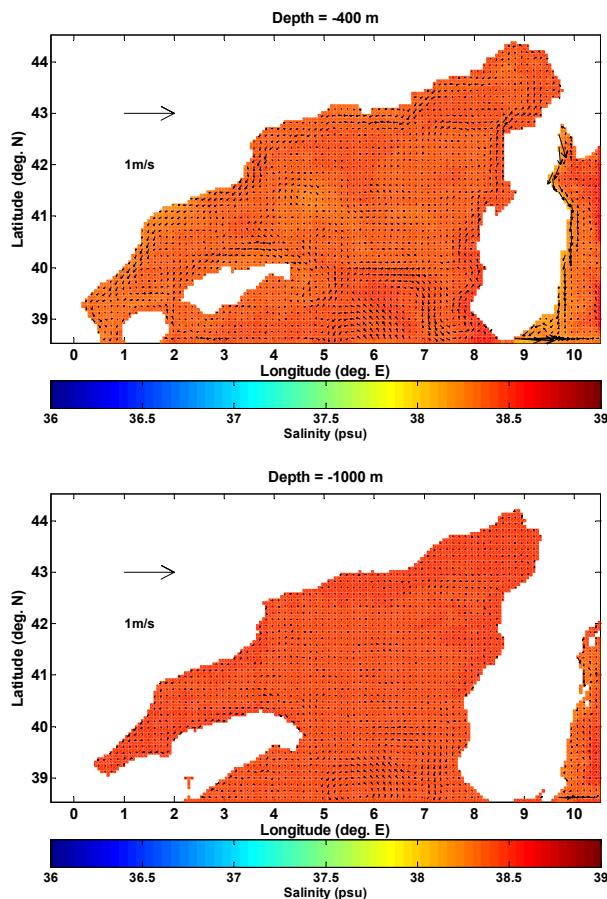 Depth = -400 m
44
43
42
41
40
39
Latitude (deg. N)
1m/s
0 1 2 3 4 5 6 7 8 9 10
Longitude (deg. E)
36 36.5 37 37.5 38 38.5 39
Salinity (psu)
Depth = -1000 m
44
43
42
41
40
39
Latitude (deg. N)
1m/s
0 1 2 3 4 5 6 7 8 9 10
Longitude (deg. E)
36 36.5 37 37.5 38 38.5 39
Salinity (psu)